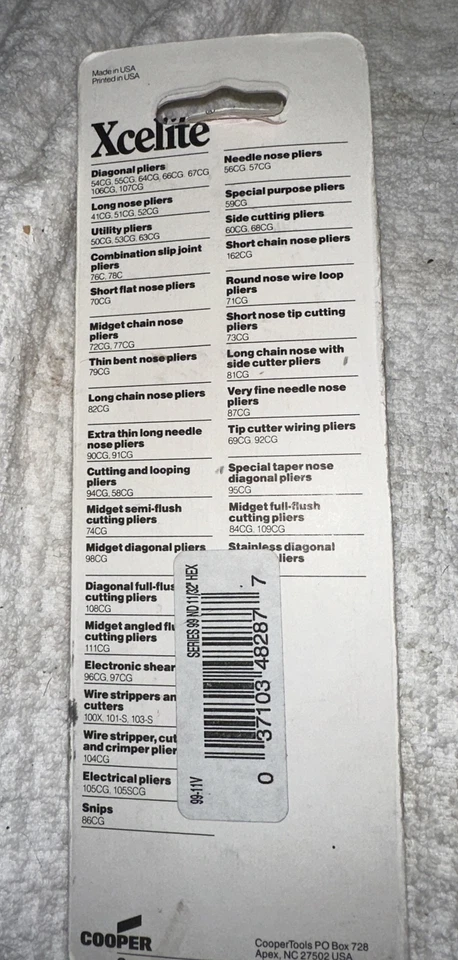 Made in USA
Printed in USA
Xcelite
Diagonal pliers
54CG, 55CG, 64CG, 66CG, 67CG,
106CG, 107CG
Long nose pliers
41CG, 51CG, 52CG
Utility pliers
50CG, 53CG, 63CG
Combination slip joint
pliers
76C, 78C
Short flat nose pliers
70CG
Midget chain nose
pliers
72CG, 77CG
Thin bent nose pliers
79CG
Long chain nose pliers
82CG
Extra thin long needle
nose pliers
90CG, 91CG
Cutting and looping
pliers
94CG, 58CG
Midget semi-flush
cutting pliers
74CG
Midget diagonal pliers
98CG
Diagonal full-flus
cutting pliers
108CG
Midget angled flu
cutting pliers
111CG
Electronic shear
96CG, 97CG
Wire strippers an
cutters
100X, 101-S, 103-S
Wire stripper, cut
and crimper plier
104CG
Electrical pliers
105CG, 105SCG
Snips
86CG
Needle nose pliers
56CG, 57CG
Special purpose pliers
59CG
Side cutting pliers
60CG, 68CG
Short chain nose pliers
162CG
Round nose wire loop
pliers
71CG
Short nose tip cutting
pliers
73CG
Long chain nose with
side cutter pliers
81CG
Very fine needle nose
pliers
87CG
Tip cutter wiring pliers
69CG, 92CG
Special taper nose
diagonal pliers
95CG
Midget full-flush
cutting pliers
84CG, 109CG
Stainless diagonal
liers
SERIES 99 ND 11/32" HEX
0 37103 48287 7
99-11V
COOPER
CooperTools PO Box 728
Apex, NC 27502 USA